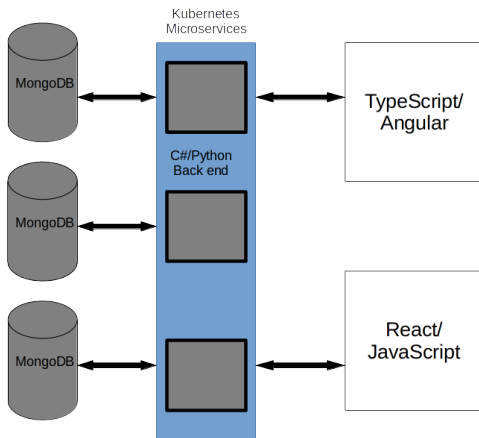 Kubernetes
Microservices
MongoDB
TypeScript/
Angular
C#/Python
Back end
MongoDB
React/
JavaScript
MongoDB